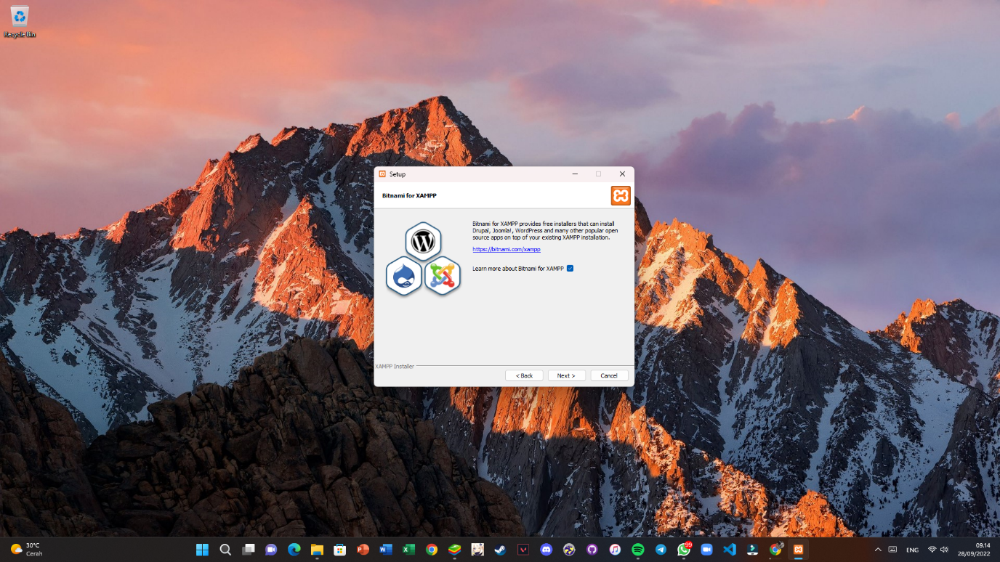 Recycle Bin
Setup
Bitnami for XAMPP
Bitnami for XAMPP provides free installers that can install
Drupal, Joomla!, WordPress and many other popular open
source apps on top of your existing XAMPP installation.
https://bitnami.com/xampp
Learn more about Bitnami for XAMPP
XAMPP Installer
< Back
Next >
Cancel
30°C
Cerah
99
ENG
09.14
28/09/2022